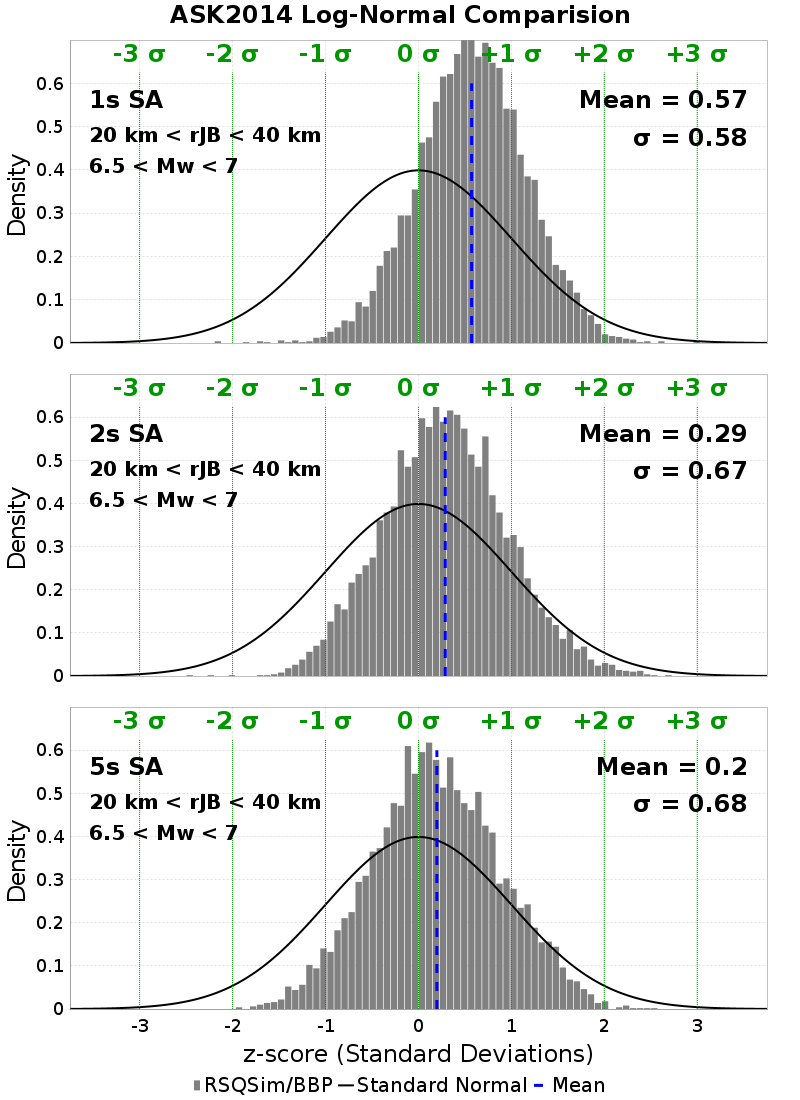 ASK2014 Log-Normal Comparision
-3 σ -2 σ -1 σ 0 σ +1 σ +2 σ +3 σ
1s SA Mean = 0.57
20 km < rJB < 40 km σ = 0.58
6.5 < Mw < 7
Density
0.6
0.5
0.4
0.3
0.2
0.1
0
-3 σ -2 σ -1 σ 0 σ +1 σ +2 σ +3 σ
2s SA Mean = 0.29
20 km < rJB < 40 km σ = 0.67
6.5 < Mw < 7
Density
0.6
0.5
0.4
0.3
0.2
0.1
0
-3 σ -2 σ -1 σ 0 σ +1 σ +2 σ +3 σ
5s SA Mean = 0.2
20 km < rJB < 40 km σ = 0.68
6.5 < Mw < 7
Density
0.6
0.5
0.4
0.3
0.2
0.1
0
-3 -2 -1 0 1 2 3
z-score (Standard Deviations)
RSQSim/BBP Standard Normal Mean